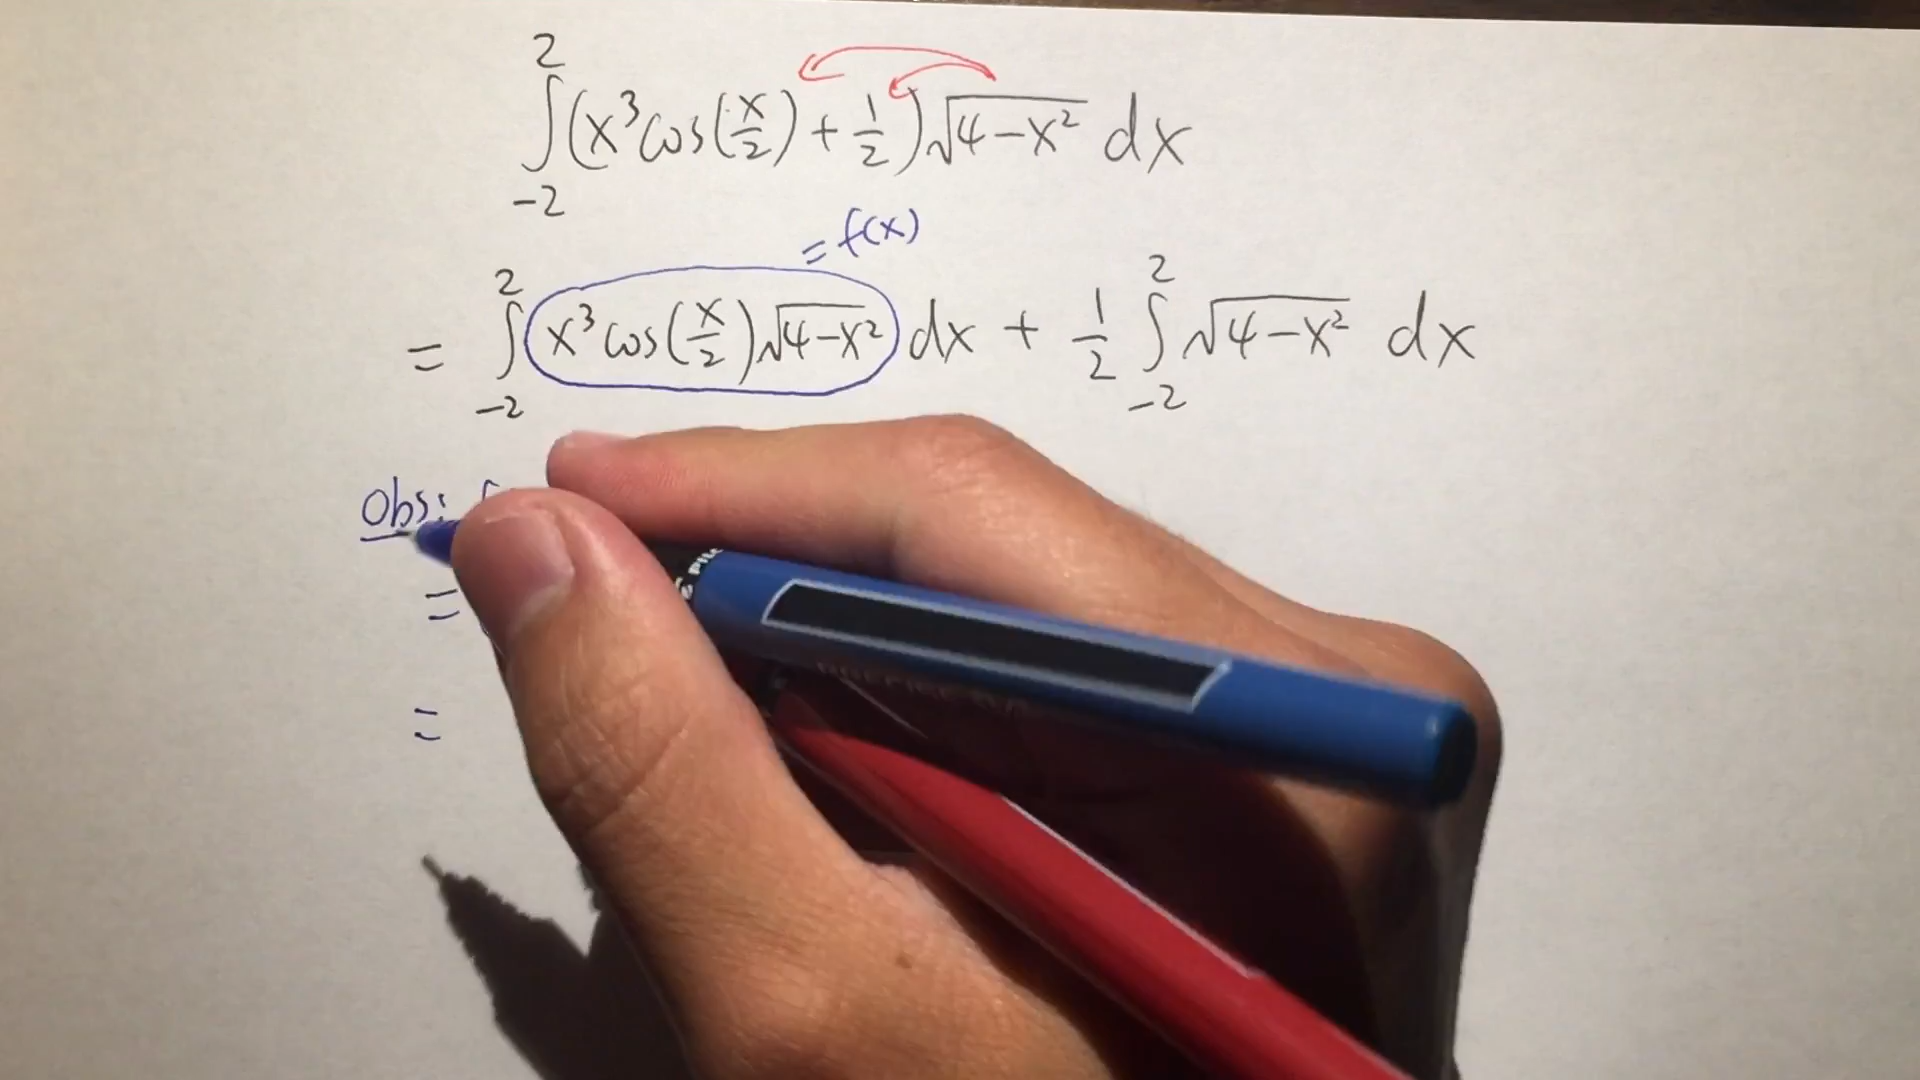 ∫_{-2}^{2} (x³cos(x/2) + 1/2)√(4-x²) dx
= f(x)
= ∫_{-2}^{2} x³cos(x/2)√(4-x²) dx + 1/2 ∫_{-2}^{2} √(4-x²) dx
Obs:
=
=